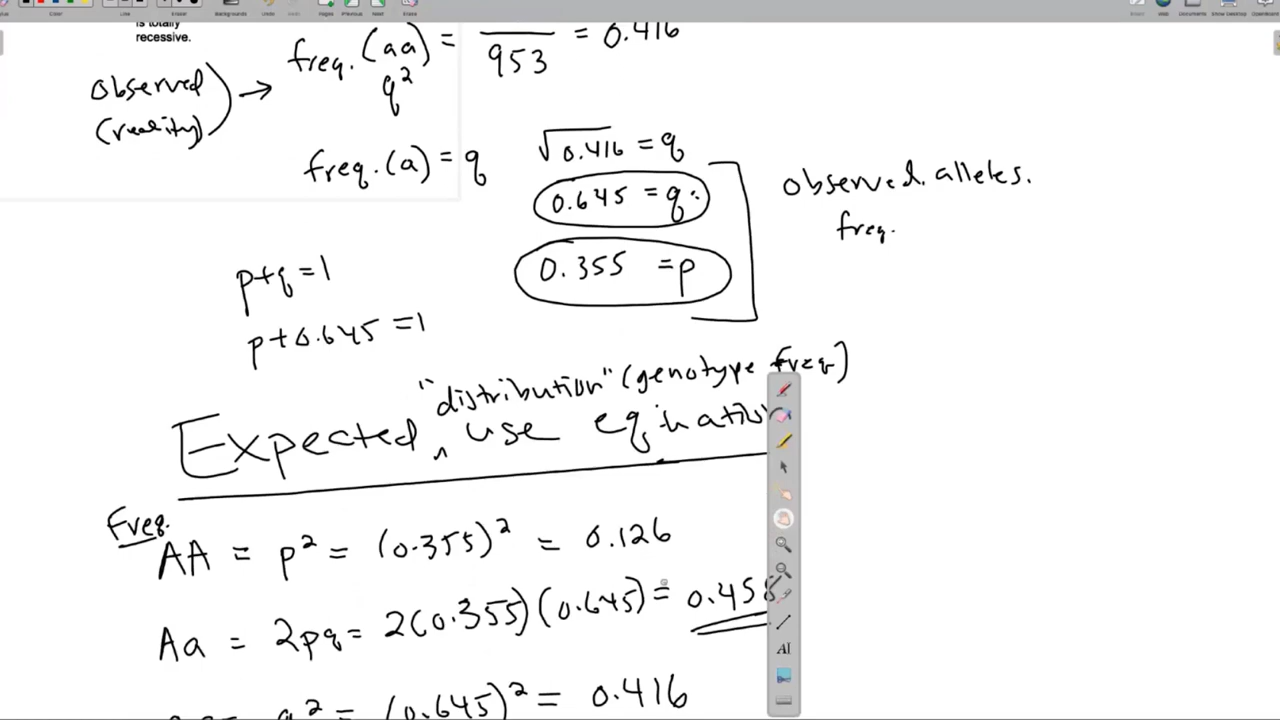 is totally
recessive.
freq. (aa) = 953 = 0.416
q²
observed
(reality) →
freq. (a) = q
√0.416 = q
0.645 = q.
0.355 = p
observed. alleles.
freq.
p+q=1
p+0.645=1
"distribution" (genotype freq)
Expected, use
Freq.
AA = p² = (0.355)² = 0.126
Aa = 2pq = 2(0.355)(0.645) = 0.458
q² = (0.645)² = 0.416